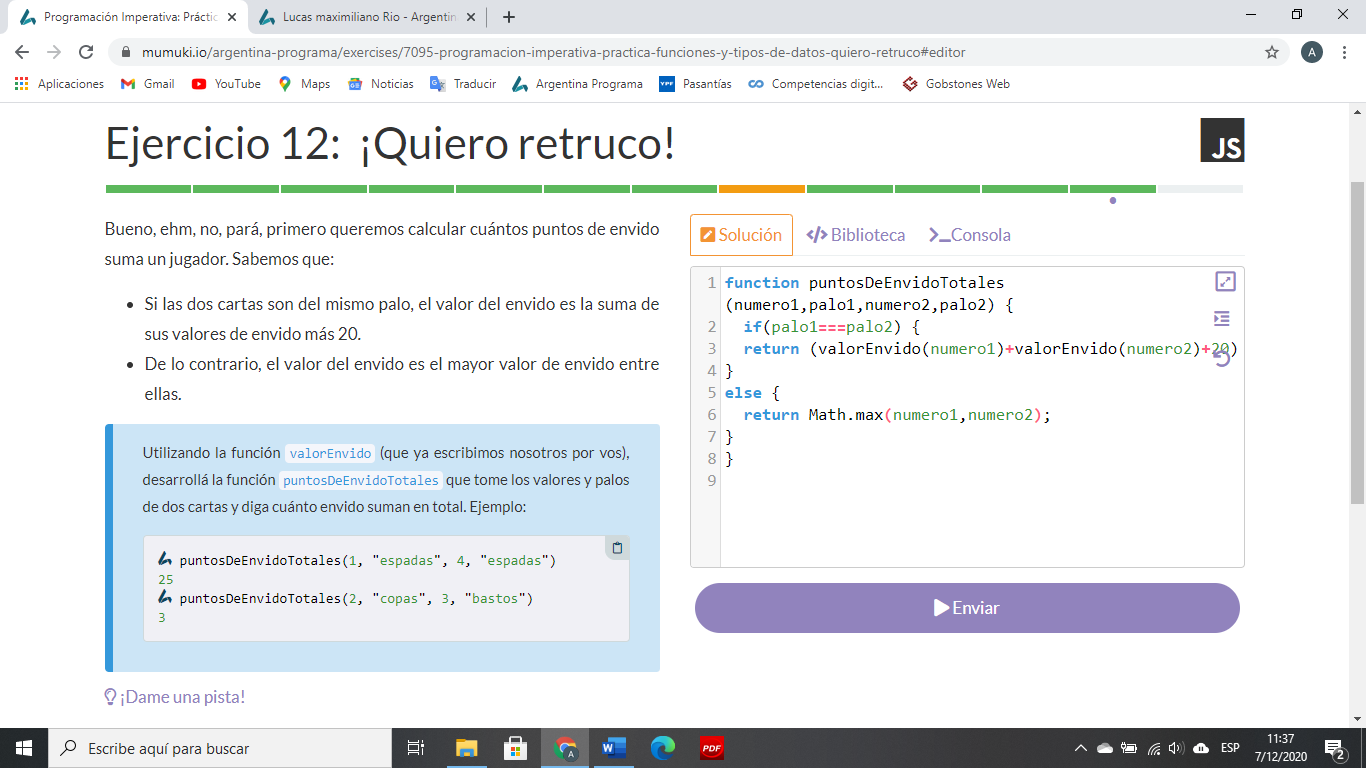 Programación Imperativa: Práctic
Lucas maximiliano Rio - Argentin
mumuki.io/argentina-programa/exercises/7095-programacion-imperativa-practica-funciones-y-tipos-de-datos-quiero-retruco#editor
A
Aplicaciones
Gmail
YouTube
Maps
Noticias
Traducir
Argentina Programa
YPF
Pasantías
Competencias digit...
Gobstones Web
Ejercicio 12: ¡Quiero retruco!
JS
Bueno, ehm, no, pará, primero queremos calcular cuántos puntos de envido
suma un jugador. Sabemos que:
Si las dos cartas son del mismo palo, el valor del envido es la suma de
sus valores de envido más 20.
De lo contrario, el valor del envido es el mayor valor de envido entre
ellas.
Utilizando la función valorEnvido (que ya escribimos nosotros por vos),
desarrollá la función puntosDeEnvidoTotales que tome los valores y palos
de dos cartas y diga cuánto envido suman en total. Ejemplo:
puntosDeEnvidoTotales(1, "espadas", 4, "espadas")
25
puntosDeEnvidoTotales(2, "copas", 3, "bastos")
3
¡Dame una pista!
Solución
Biblioteca
Consola
1 function puntosDeEnvidoTotales
(numero1,palo1,numero2,palo2) {
2 if(palo1===palo2) {
3 return (valorEnvido(numero1)+valorEnvido(numero2)+20)
4 }
5 else {
6 return Math.max(numero1,numero2);
7 }
8 }
9
Enviar
Escribe aquí para buscar
A
W
PDF
ESP
11:37
7/12/2020
2